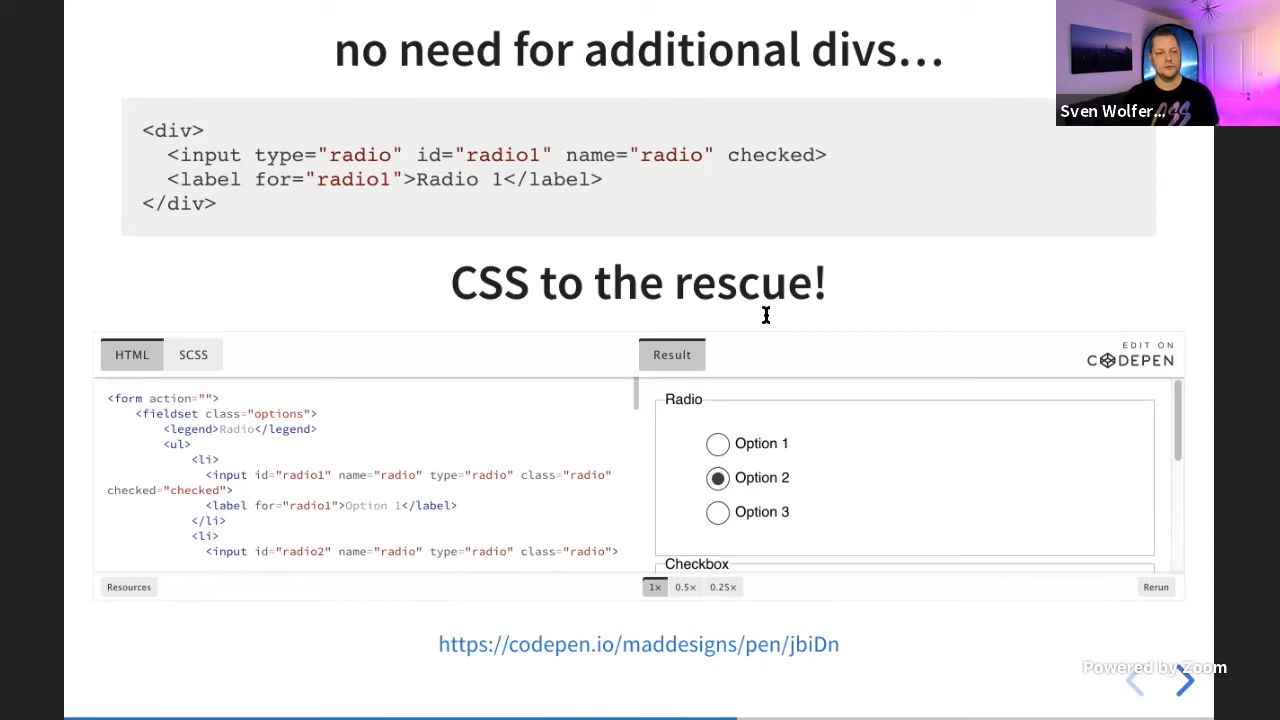 no need for additional divs…
Sven Wolfer...
<div>
<input type="radio" id="radio1" name="radio" checked>
<label for="radio1">Radio 1</label>
</div>
CSS to the rescue!
HTML SCSS
Result
EDIT ON
CODEPEN
<form action="">
<fieldset class="options">
<legend>Radio</legend>
<ul>
<li>
<input id="radio1" name="radio" type="radio" class="radio"
checked="checked">
<label for="radio1">Option 1</label>
</li>
<li>
<input id="radio2" name="radio" type="radio" class="radio">
Radio
Option 1
Option 2
Option 3
Checkbox
Resources
1× 0.5× 0.25×
Rerun
https://codepen.io/maddesigns/pen/jbiDn
Powered by Zoom